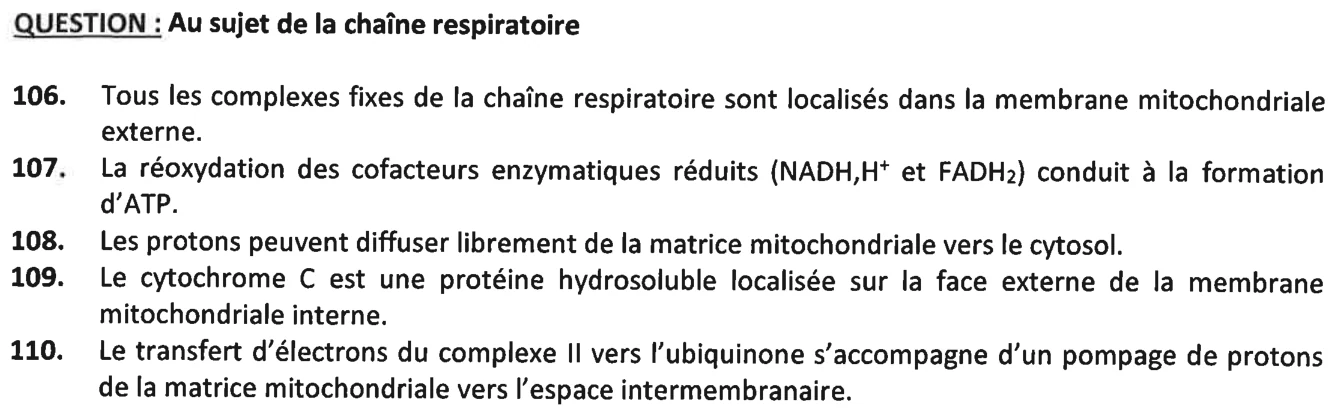 QUESTION : Au sujet de la chaîne respiratoire
106. Tous les complexes fixes de la chaîne respiratoire sont localisés dans la membrane mitochondriale
externe.
107. La réoxydation des cofacteurs enzymatiques réduits (NADH,H⁺ et FADH₂) conduit à la formation
d'ATP.
108. Les protons peuvent diffuser librement de la matrice mitochondriale vers le cytosol.
109. Le cytochrome C est une protéine hydrosoluble localisée sur la face externe de la membrane
mitochondriale interne.
110. Le transfert d'électrons du complexe II vers l'ubiquinone s'accompagne d'un pompage de protons
de la matrice mitochondriale vers l'espace intermembranaire.